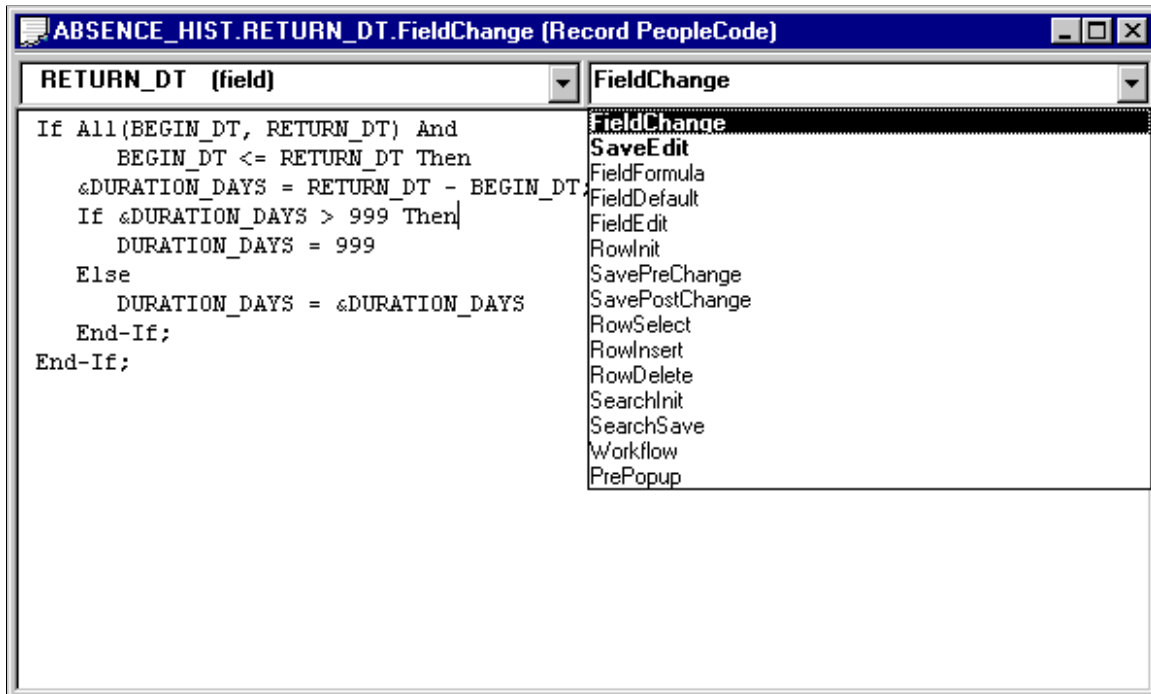 ABSENCE_HIST.RETURN_DT.FieldChange (Record PeopleCode)
RETURN_DT (field)
FieldChange
If All(BEGIN_DT, RETURN_DT) And
BEGIN_DT <= RETURN_DT Then
&DURATION_DAYS = RETURN_DT - BEGIN_DT;
If &DURATION_DAYS > 999 Then
DURATION_DAYS = 999
Else
DURATION_DAYS = &DURATION_DAYS
End-If;
End-If;
FieldChange
SaveEdit
FieldFormula
FieldDefault
FieldEdit
RowInit
SavePreChange
SavePostChange
RowSelect
RowInsert
RowDelete
SearchInit
SearchSave
Workflow
PrePopup